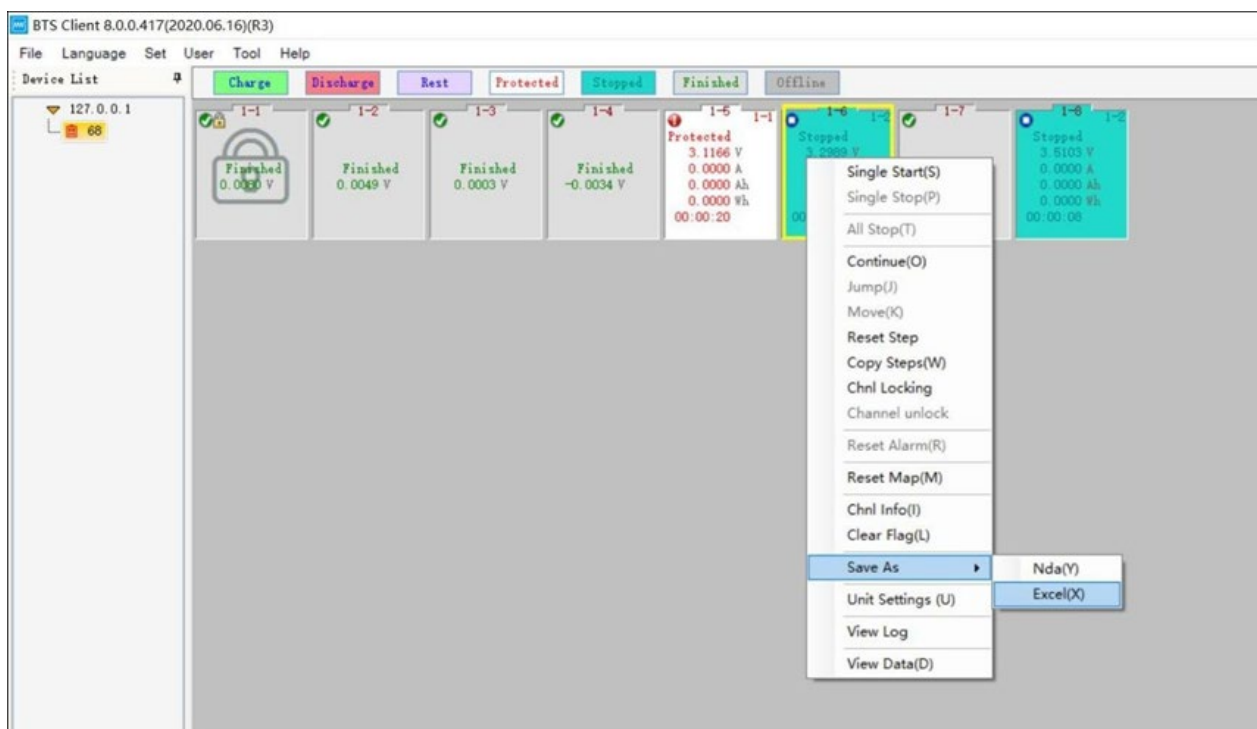 BTS Client 8.0.0.417(2020.06.16)(R3)
File Language Set User Tool Help
Device List
Charge Discharge Rest Protected Stopped Finished Offline
127.0.0.1
68
1-1
Finished
V
1-2
Finished
0.0049 V
1-3
Finished
0.0003 V
1-4
Finished
-0.0034 V
1-5 1-1
Protected
3.1166 V
0.0000 A
0.0000 Ah
0.0000 Wh
00:00:20
1-6 1-2
Stopped
3.2989 V
00
1-7
1-8 1-2
Stopped
3.5103 V
0.0000 A
0.0000 Ah
0.0000 Wh
00:00:08
Single Start(S)
Single Stop(P)
All Stop(T)
Continue(O)
Jump(J)
Move(K)
Reset Step
Copy Steps(W)
Chnl Locking
Channel unlock
Reset Alarm(R)
Reset Map(M)
Chnl Info(I)
Clear Flag(L)
Save As
Nda(Y)
Excel(X)
Unit Settings (U)
View Log
View Data(D)